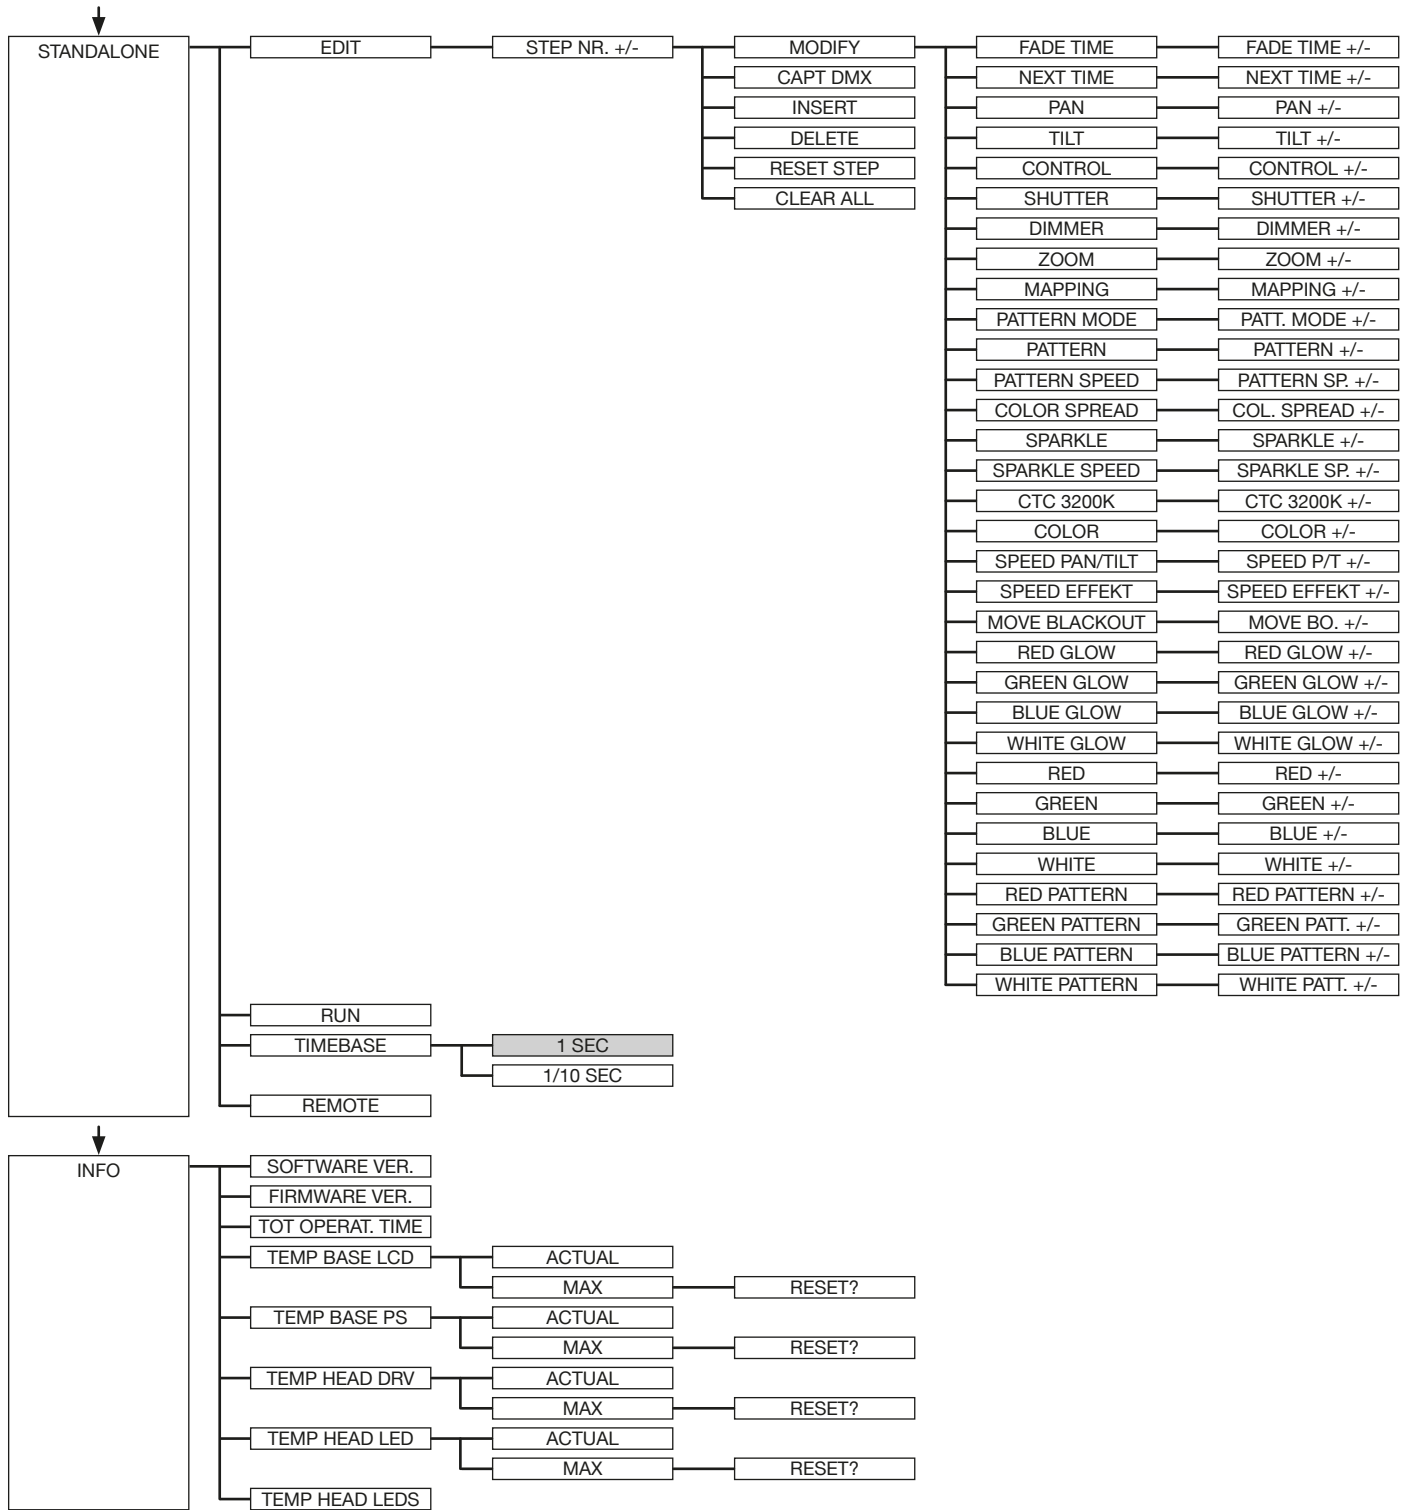 STANDALONE EDIT STEP NR. +/- MODIFY FADE TIME FADE TIME +/-
CAPT DMX NEXT TIME NEXT TIME +/-
INSERT PAN PAN +/-
DELETE TILT TILT +/-
RESET STEP CONTROL CONTROL +/-
CLEAR ALL SHUTTER SHUTTER +/-
DIMMER DIMMER +/-
ZOOM ZOOM +/-
MAPPING MAPPING +/-
PATTERN MODE PATT. MODE +/-
PATTERN PATTERN +/-
PATTERN SPEED PATTERN SP. +/-
COLOR SPREAD COL. SPREAD +/-
SPARKLE SPARKLE +/-
SPARKLE SPEED SPARKLE SP. +/-
CTC 3200K CTC 3200K +/-
COLOR COLOR +/-
SPEED PAN/TILT SPEED P/T +/-
SPEED EFFEKT SPEED EFFEKT +/-
MOVE BLACKOUT MOVE BO. +/-
RED GLOW RED GLOW +/-
GREEN GLOW GREEN GLOW +/-
BLUE GLOW BLUE GLOW +/-
WHITE GLOW WHITE GLOW +/-
RED RED +/-
GREEN GREEN +/-
BLUE BLUE +/-
WHITE WHITE +/-
RED PATTERN RED PATTERN +/-
GREEN PATTERN GREEN PATT. +/-
BLUE PATTERN BLUE PATTERN +/-
WHITE PATTERN WHITE PATT. +/-
RUN
TIMEBASE 1 SEC
1/10 SEC
REMOTE
INFO SOFTWARE VER.
FIRMWARE VER.
TOT OPERAT. TIME
TEMP BASE LCD ACTUAL
MAX RESET?
TEMP BASE PS ACTUAL
MAX RESET?
TEMP HEAD DRV ACTUAL
MAX RESET?
TEMP HEAD LED ACTUAL
MAX RESET?
TEMP HEAD LEDS